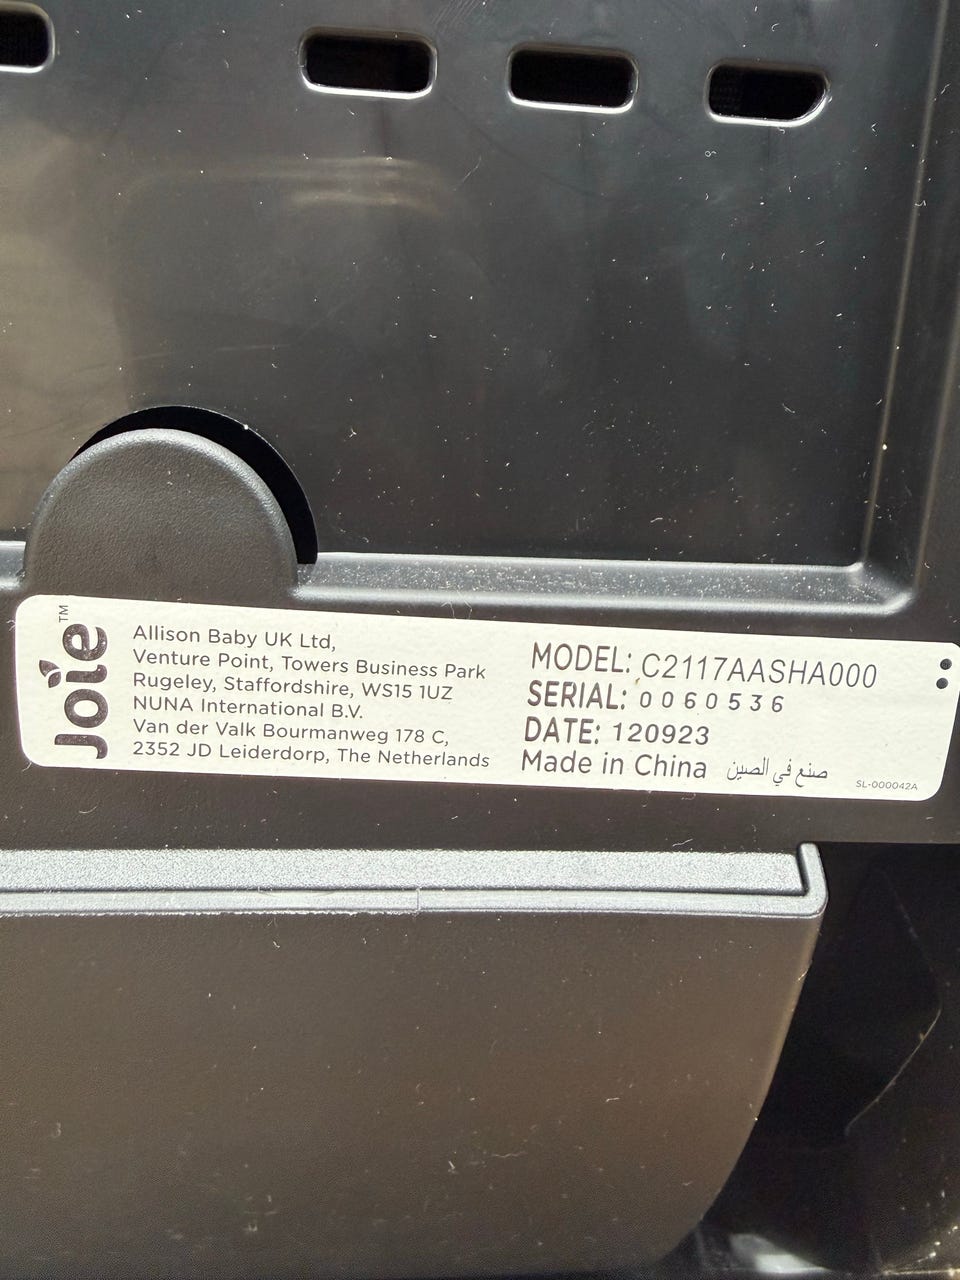 Joie™
Allison Baby UK Ltd,
Venture Point, Towers Business Park
Rugeley, Staffordshire, WS15 1UZ
NUNA International B.V.
Van der Valk Bourmanweg 178 C,
2352 JD Leiderdorp, The Netherlands
MODEL: C2117AASHA000
SERIAL: 0060536
DATE: 120923
Made in China صنع في الصين
SL-000042A